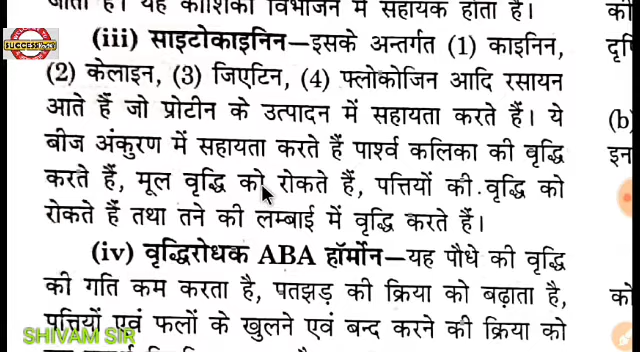 जाता है। यह कोशिका विभाजन में सहायक होता है।
(iii) साइटोकाइनिन—इसके अन्तर्गत (1) काइनिन,
(2) केलाइन, (3) जिएटिन, (4) फ्लोकोजिन आदि रसायन
आते हैं जो प्रोटीन के उत्पादन में सहायता करते हैं। ये
बीज अंकुरण में सहायता करते हैं पार्श्व कलिका की वृद्धि
करते हैं, मूल वृद्धि को रोकते हैं, पत्तियों की वृद्धि को
रोकते हैं तथा तने की लम्बाई में वृद्धि करते हैं।
(iv) वृद्धिरोधक ABA हॉर्मोन—यह पौधे की वृद्धि
की गति कम करता है, पतझड़ की क्रिया को बढ़ाता है,
पत्तियों एवं फलों के खुलने एवं बन्द करने की क्रिया को
की
(b)
इन
को
SUCCESS
SHIVAM SIR